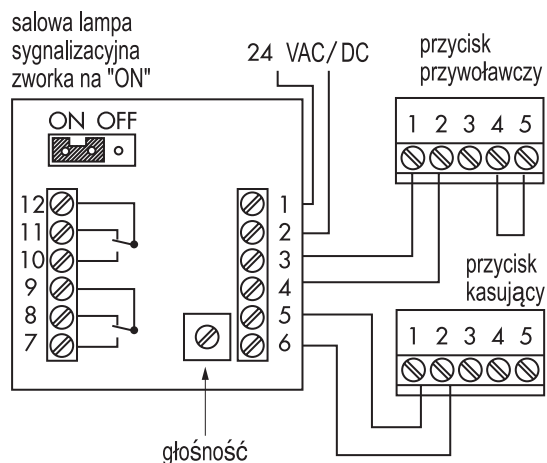 salowa lampa
sygnalizacyjna
zworka na "ON"
24 VAC/DC
przycisk
przywoławczy
ON OFF
1 2 3 4 5
12
11
10
9
8
7
1
2
3
4
5
6
przycisk
kasujący
1 2 3 4 5
głośność